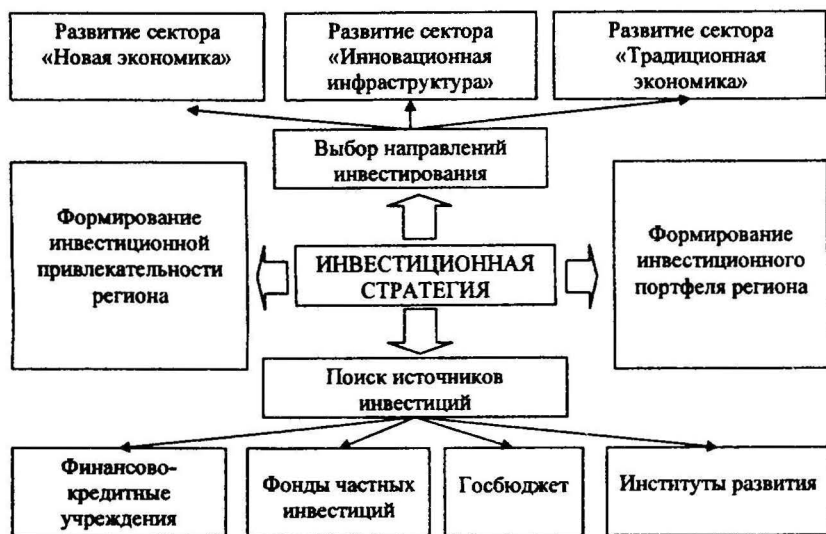 Развитие сектора
«Новая экономика»
Развитие сектора
«Инновационная
инфраструктура»
Развитие сектора
«Традиционная
экономика»
Выбор направлений
инвестирования
Формирование
инвестиционной
привлекательности
региона
ИНВЕСТИЦИОННАЯ
СТРАТЕГИЯ
Формирование
инвестиционного
портфеля региона
Поиск источников
инвестиций
Финансово-
кредитные
учреждения
Фонды частных
инвестиций
Госбюджет
Институты развития